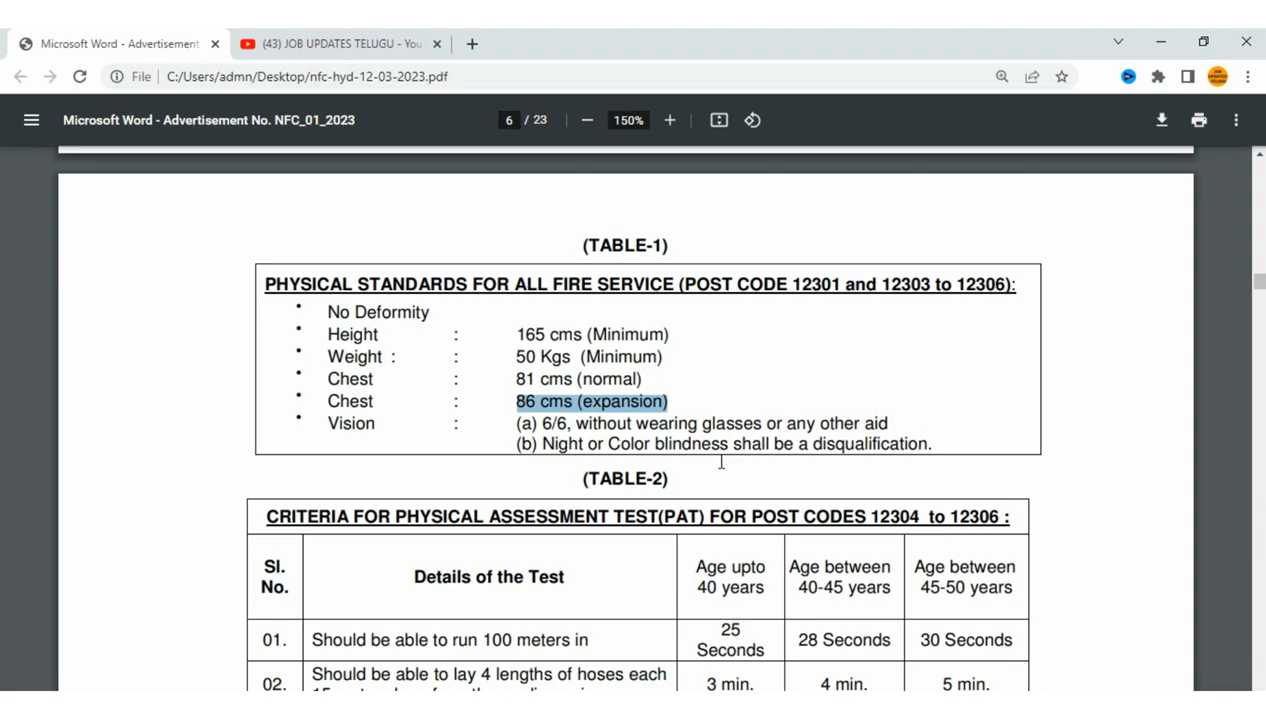 Microsoft Word - Advertisement
(43) JOB UPDATES TELUGU - You
File
C:/Users/admn/Desktop/nfc-hyd-12-03-2023.pdf
Microsoft Word - Advertisement No. NFC_01_2023
6 / 23
150%
(TABLE-1)
PHYSICAL STANDARDS FOR ALL FIRE SERVICE (POST CODE 12301 and 12303 to 12306):
• No Deformity
• Height : 165 cms (Minimum)
• Weight : : 50 Kgs (Minimum)
• Chest : 81 cms (normal)
• Chest : 86 cms (expansion)
• Vision : (a) 6/6, without wearing glasses or any other aid
(b) Night or Color blindness shall be a disqualification.
(TABLE-2)
CRITERIA FOR PHYSICAL ASSESSMENT TEST(PAT) FOR POST CODES 12304 to 12306 :
Sl. No.
Details of the Test
Age upto 40 years
Age between 40-45 years
Age between 45-50 years
01. Should be able to run 100 meters in 25 Seconds 28 Seconds 30 Seconds
02. Should be able to lay 4 lengths of hoses each 3 min. 4 min. 5 min.